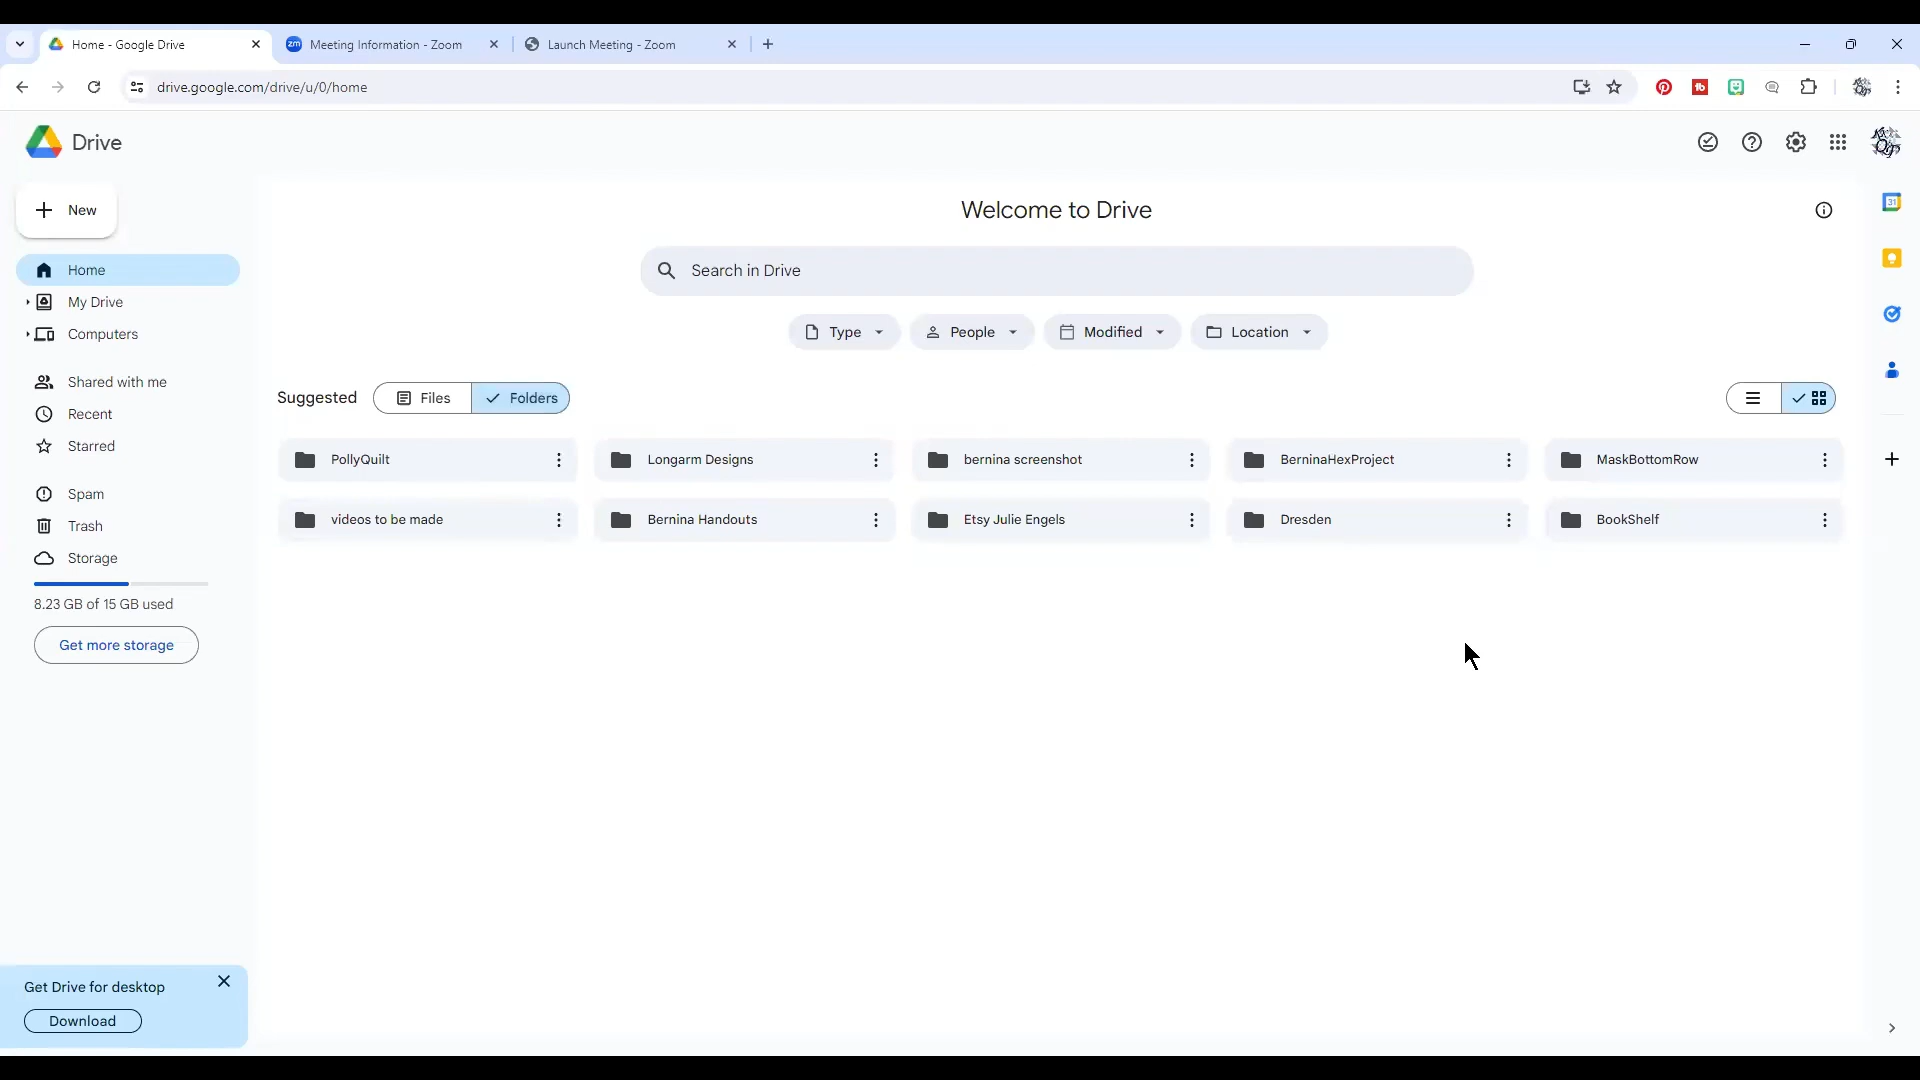 Home - Google Drive
zm Meeting Information - Zoom
Launch Meeting - Zoom
drive.google.com/drive/u/0/home
Drive
New
Welcome to Drive
31
Home
Search in Drive
My Drive
Type People Modified Location
Computers
Shared with me
Suggested Files Folders
Recent
Starred
PollyQuilt Longarm Designs bernina screenshot BerninaHexProject MaskBottomRow
Spam
videos to be made Bernina Handouts Etsy Julie Engels Dresden BookShelf
Trash
Storage
8.23 GB of 15 GB used
Get more storage
Get Drive for desktop
Download